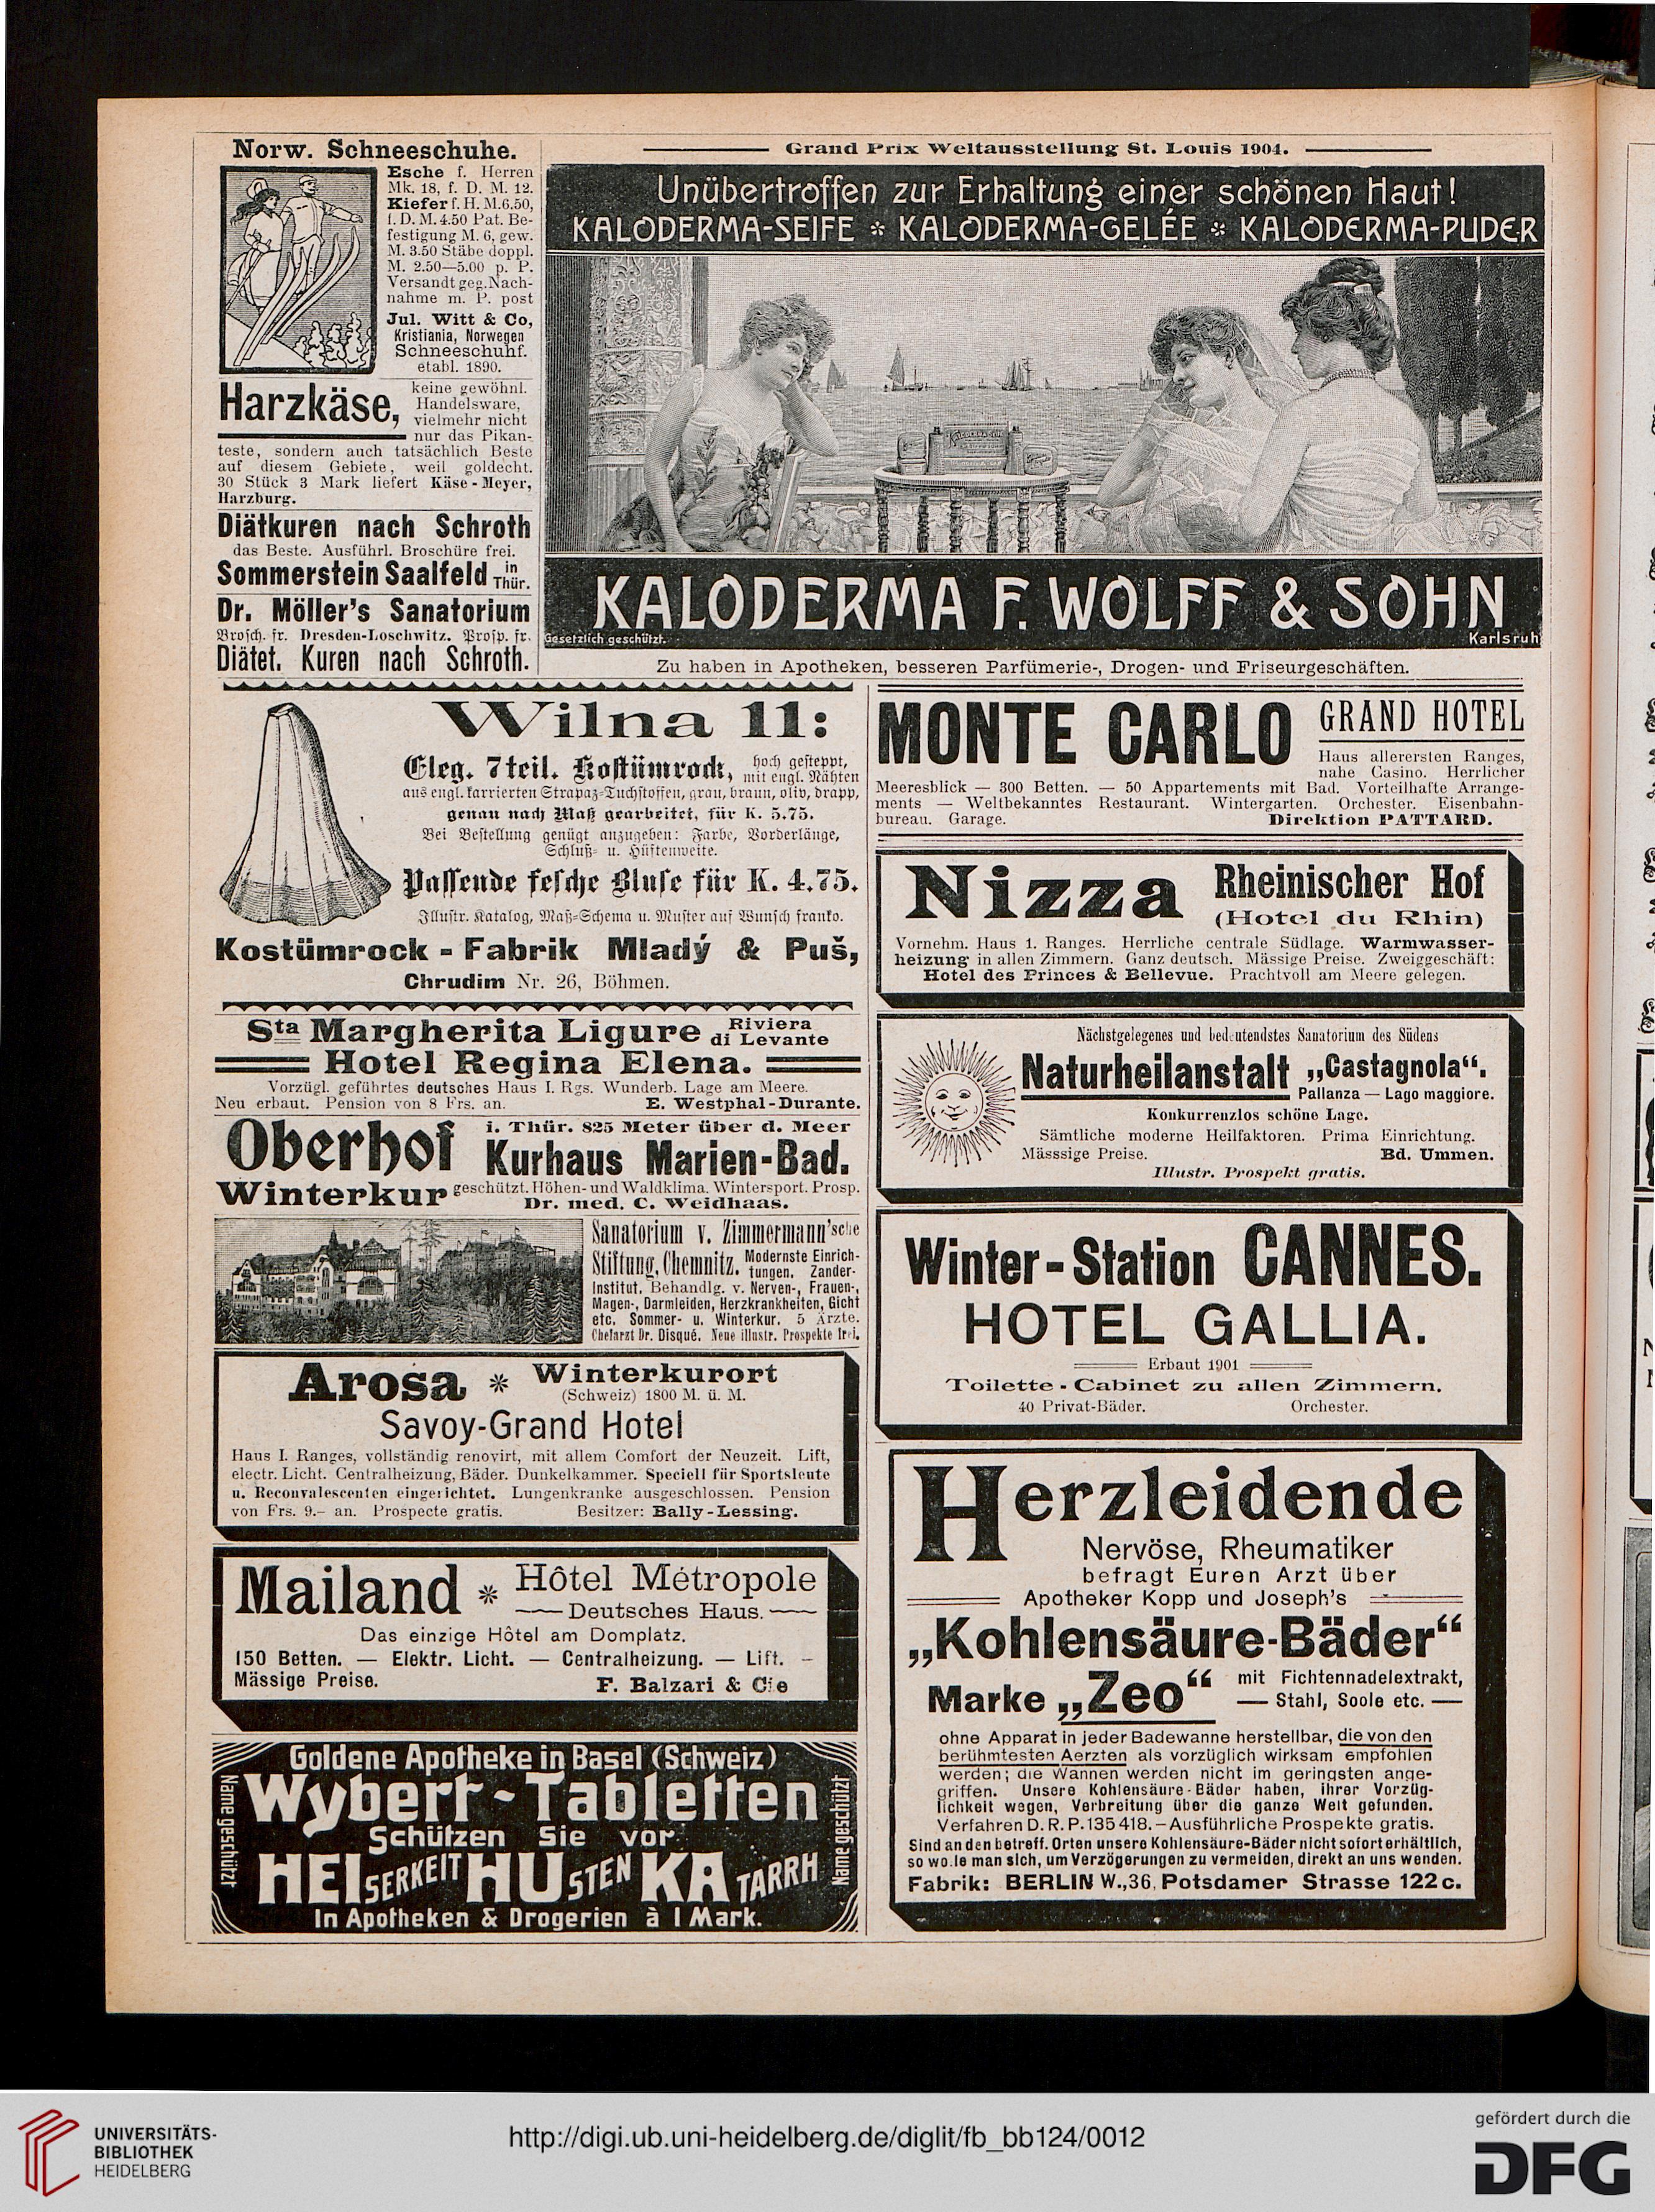 Norw. Schneeschuhe.
Esche f. Herren
Mk. 18, f. D. M. 12.
Kiefer f. H. M. 6.50,
f. D. M. 4.50 Pat. Be-
festigung M. 6, gew.
M. 3.50 Stäbe doppl.
M. 2.50—5.00 p. P.
Versandt geg. Nach-
nahme m. P. post
Jul. Witt & Co,
Kristiania, Norwegen
Schneeschuhf.
etabl. 1890.
Harzkäse,
keine gewöhnl.
Handelsware,
vielmehr nicht
nur das Pikan-
teste, sondern auch tatsächlich Beste
auf diesem Gebiete, weil goldecht.
30 Stück 3 Mark liefert Käse-Meyer,
Harzburg.
Diätkuren nach Schroth
das Beste. Ausführl. Broschüre frei.
Sommerstein Saalfeld in Thür.
Dr. Möller's Sanatorium
Brosch. fr. Dresden-Loschwitz. Prosp. fr.
Diätet. Kuren nach Schroth.
Grand Prix Weltausstellung St. Louis 1904.
Unübertroffen zur Erhaltung einer schönen Haut!
KALODERMA-SEIFE * KALODERMA-GELÉE * KALODERMA-PUDER
KALODERMA F. WOLFF & SOHN
Gesetzlich geschützt.
Karlsruh
Zu haben in Apotheken, besseren Parfümerie-, Drogen- und Friseurgeschäften.
Wilna 11:
Eleg. 7teil. Kostümrock, hoch gesteppt, mit engl. Nähten
aus engl. karrierten Strapaz-Tuchstoffen, grau, braun, oliv, drapp,
genau nach Maß gearbeitet, für K. 5.75.
Bei Bestellung genügt anzugeben: Farbe, Vorderlänge,
Schluß- u. Hüftenweite.
Passende fesche Bluse für K. 4.75.
Illustr. Katalog, Maß-Schema u. Muster auf Wunsch franko.
Kostümrock-Fabrik Mladý & Puš,
Chrudim Nr. 26, Böhmen.
Sta Margherita Ligure Riviera di Levante
Hotel Regina Elena.
Vorzügl. geführtes deutsches Haus I. Rgs. Wunderb. Lage am Meere.
Neu erbaut. Pension von 8 Frs. an. E. Westphal-Durante.
Oberhof
i. Thür. 825 Meter über d. Meer
Kurhaus Marien-Bad.
Winterkur geschützt. Höhen- und Waldklima. Wintersport. Prosp.
Dr. med. C. Weidhaas.
Sanatorium v. Zimmermann'sche
Stiftung, Chemnitz. Modernste Einrich-
tungen. Zander-
Institut. Behandlg. v. Nerven-, Frauen-,
Magen-, Darmleiden, Herzkrankheiten, Gicht
etc. Sommer- u. Winterkur. 5 Ärzte.
Chefarzt Dr. Disqué. Neue illustr. Prospekte frei.
Arosa * Winterkurort
(Schweiz) 1800 M. ü. M.
Savoy-Grand Hotel
Haus I. Ranges, vollständig renovirt, mit allem Comfort der Neuzeit. Lift,
electr. Licht. Centralheizung, Bäder. Dunkelkammer. Speciell für Sportsleute
u. Reconvalescenten eingerichtet. Lungenkranke ausgeschlossen. Pension
von Frs. 9.- an. Prospecte gratis. Besitzer: Bally-Lessing.
Mailand * Hôtel Métropole
Deutsches Haus.
Das einzige Hôtel am Domplatz.
150 Betten. — Elektr. Licht. — Centralheizung. — Lift. —
Mässige Preise. F. Balzari & Cie
Goldene Apotheke in Basel (Schweiz)
Wybert-Tabletten
Name geschützt
Name geschützt
Schützen Sie vor
HEISERKEIT HUSTEN KATARRH
In Apotheken & Drogerien à 1 Mark.
MONTE CARLO GRAND HOTEL
Haus allerersten Ranges,
nahe Casino. Herrlicher
Meeresblick — 300 Betten. — 50 Appartements mit Bad. Vorteilhafte Arrange-
ments — Weltbekanntes Restaurant. Wintergarten. Orchester. Eisenbahn-
bureau. Garage. Direktion PATTARD.
Nizza Rheinischer Hof
(Hotel du Rhin)
Vornehm. Haus 1. Ranges. Herrliche centrale Südlage. Warmwasser-
heizung in allen Zimmern. Ganz deutsch. Mässige Preise. Zweiggeschäft:
Hotel des Princes & Bellevue. Prachtvoll am Meere gelegen.
Nächstgelegenes und bedeutendstes Sanatorium des Südens
Naturheilanstalt „Castagnola“.
Pallanza — Lago maggiore.
Konkurrenzlos schöne Lage.
Sämtliche moderne Heilfaktoren. Prima Einrichtung.
Mässsige Preise. Bd. Ummen.
Illustr. Prospekt gratis.
Winter-Station CANNES.
HOTEL GALLIA.
Erbaut 1901
Toilette-Cabinet zu allen Zimmern.
40 Privat-Bäder. Orchester.
Herzleidende
Nervöse, Rheumatiker
befragt Euren Arzt über
Apotheker Kopp und Joseph's
„Kohlensäure-Bäder“
Marke „Zeo“ mit Fichtennadelextrakt,
— Stahl, Soole etc. —
ohne Apparat in jeder Badewanne herstellbar, die von den
berühmtesten Aerzten als vorzüglich wirksam empfohlen
werden; die Wannen werden nicht im geringsten ange-
griffen. Unsere Kohlensäure-Bäder haben, ihrer Vorzüg-
lichkeit wegen, Verbreitung über die ganze Welt gefunden.
Verfahren D. R. P. 135418. — Ausführliche Prospekte gratis.
Sind an den betreff. Orten unsere Kohlensäure-Bäder nicht sofort erhältlich,
so wolle man sich, um Verzögerungen zu vermeiden, direkt an uns wenden.
Fabrik: BERLIN W., 36, Potsdamer Strasse 122c.
UNIVERSITÄTS-
BIBLIOTHEK
HEIDELBERG
http://digi.ub.uni-heidelberg.de/diglit/fb_bb124/0012
gefördert durch die
DFG